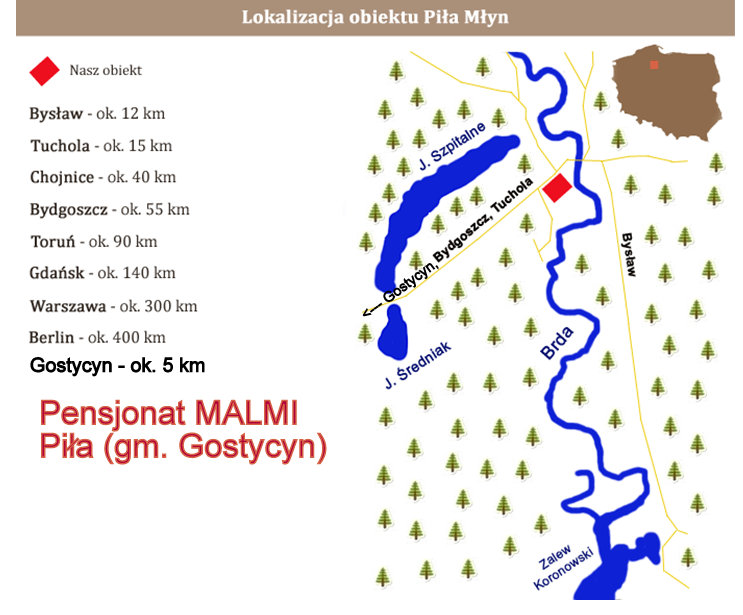 Lokalizacja obiektu Piła Młyn
Nasz obiekt
Bysław - ok. 12 km
Tuchola - ok. 15 km
Chojnice - ok. 40 km
Bydgoszcz - ok. 55 km
Toruń - ok. 90 km
Gdańsk - ok. 140 km
Warszawa - ok. 300 km
Berlin - ok. 400 km
Gostycyn - ok. 5 km
Pensjonat MALMI
Piła (gm. Gostycyn)
J. Szpitalne
Gostycyn, Bydgoszcz, Tuchola
Bysław
Brda
J. Średniak
Zalew
Koronowski